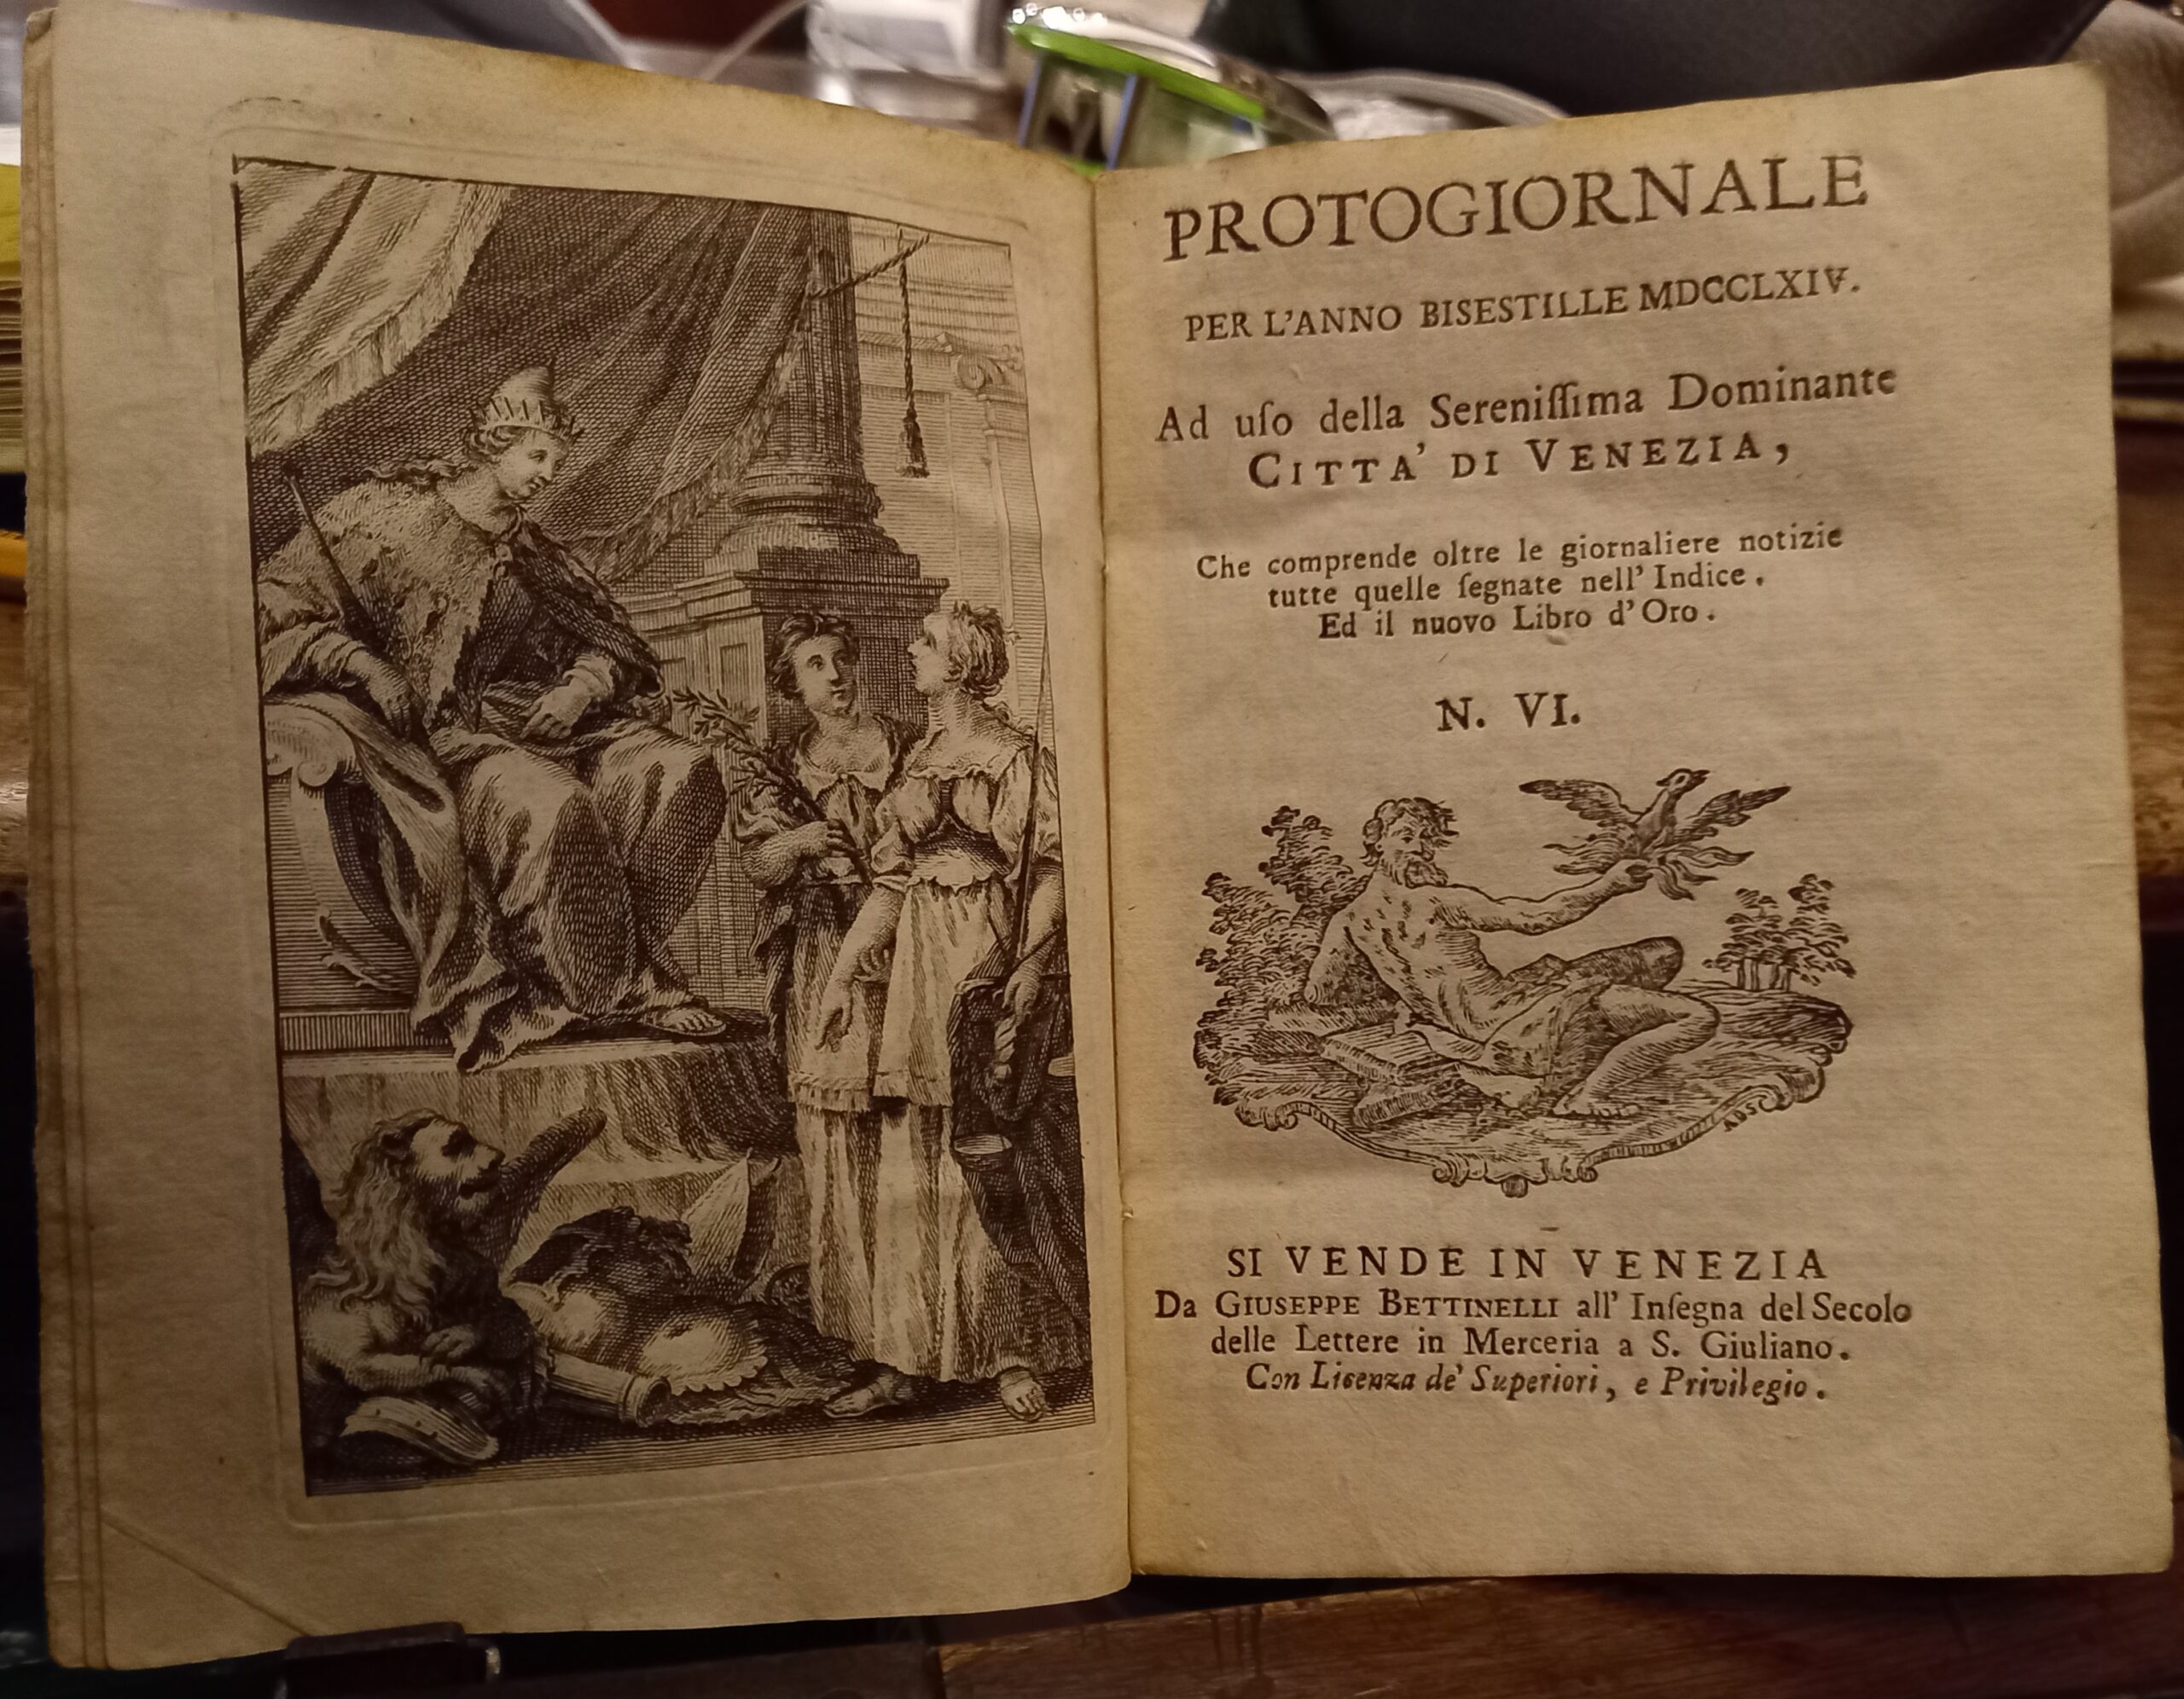 PROTOGIORNALE
PER L'ANNO BISESTILLE MDCCLXIV.
Ad uſo della Sereniſſima Dominante
CITTA' DI VENEZIA,
Che comprende oltre le giornaliere notizie
tutte quelle ſegnate nell' Indice.
Ed il nuovo Libro d'Oro.
N. VI.
SI VENDE IN VENEZIA
Da GIUSEPPE BETTINELLI all' Inſegna del Secolo
delle Lettere in Merceria a S. Giuliano.
Con Licenza de' Superiori, e Privilegio.